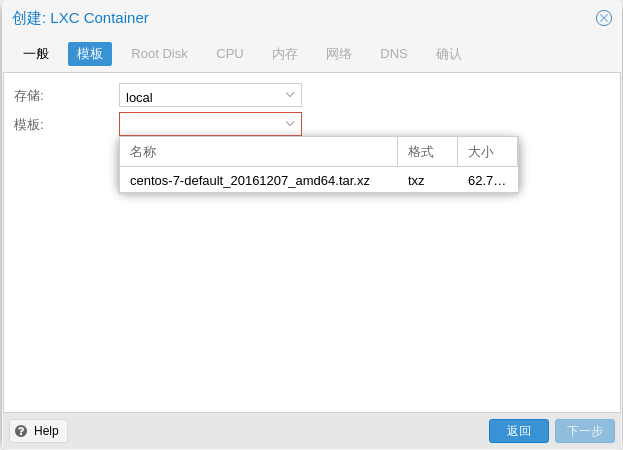 创建: LXC Container
一般 模板 Root Disk CPU 内存 网络 DNS 确认
存储: local
模板:
名称 格式 大小
centos-7-default_20161207_amd64.tar.xz txz 62.7…
Help 返回 下一步